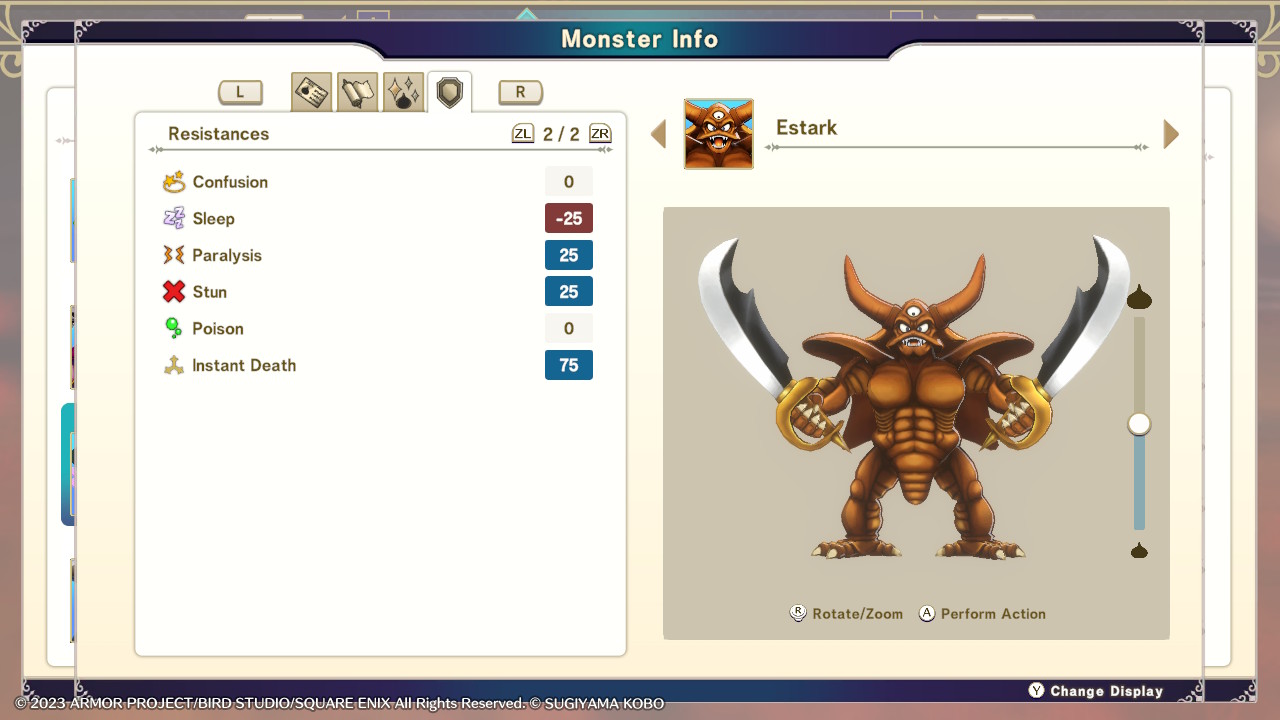 Monster Info
L
R
Resistances
ZL 2 / 2 ZR
Confusion 0
Sleep -25
Paralysis 25
Stun 25
Poison 0
Instant Death 75
Estark
R Rotate/Zoom A Perform Action
Y Change Display
© 2023 ARMOR PROJECT/BIRD STUDIO/SQUARE ENIX All Rights Reserved. © SUGIYAMA KOBO